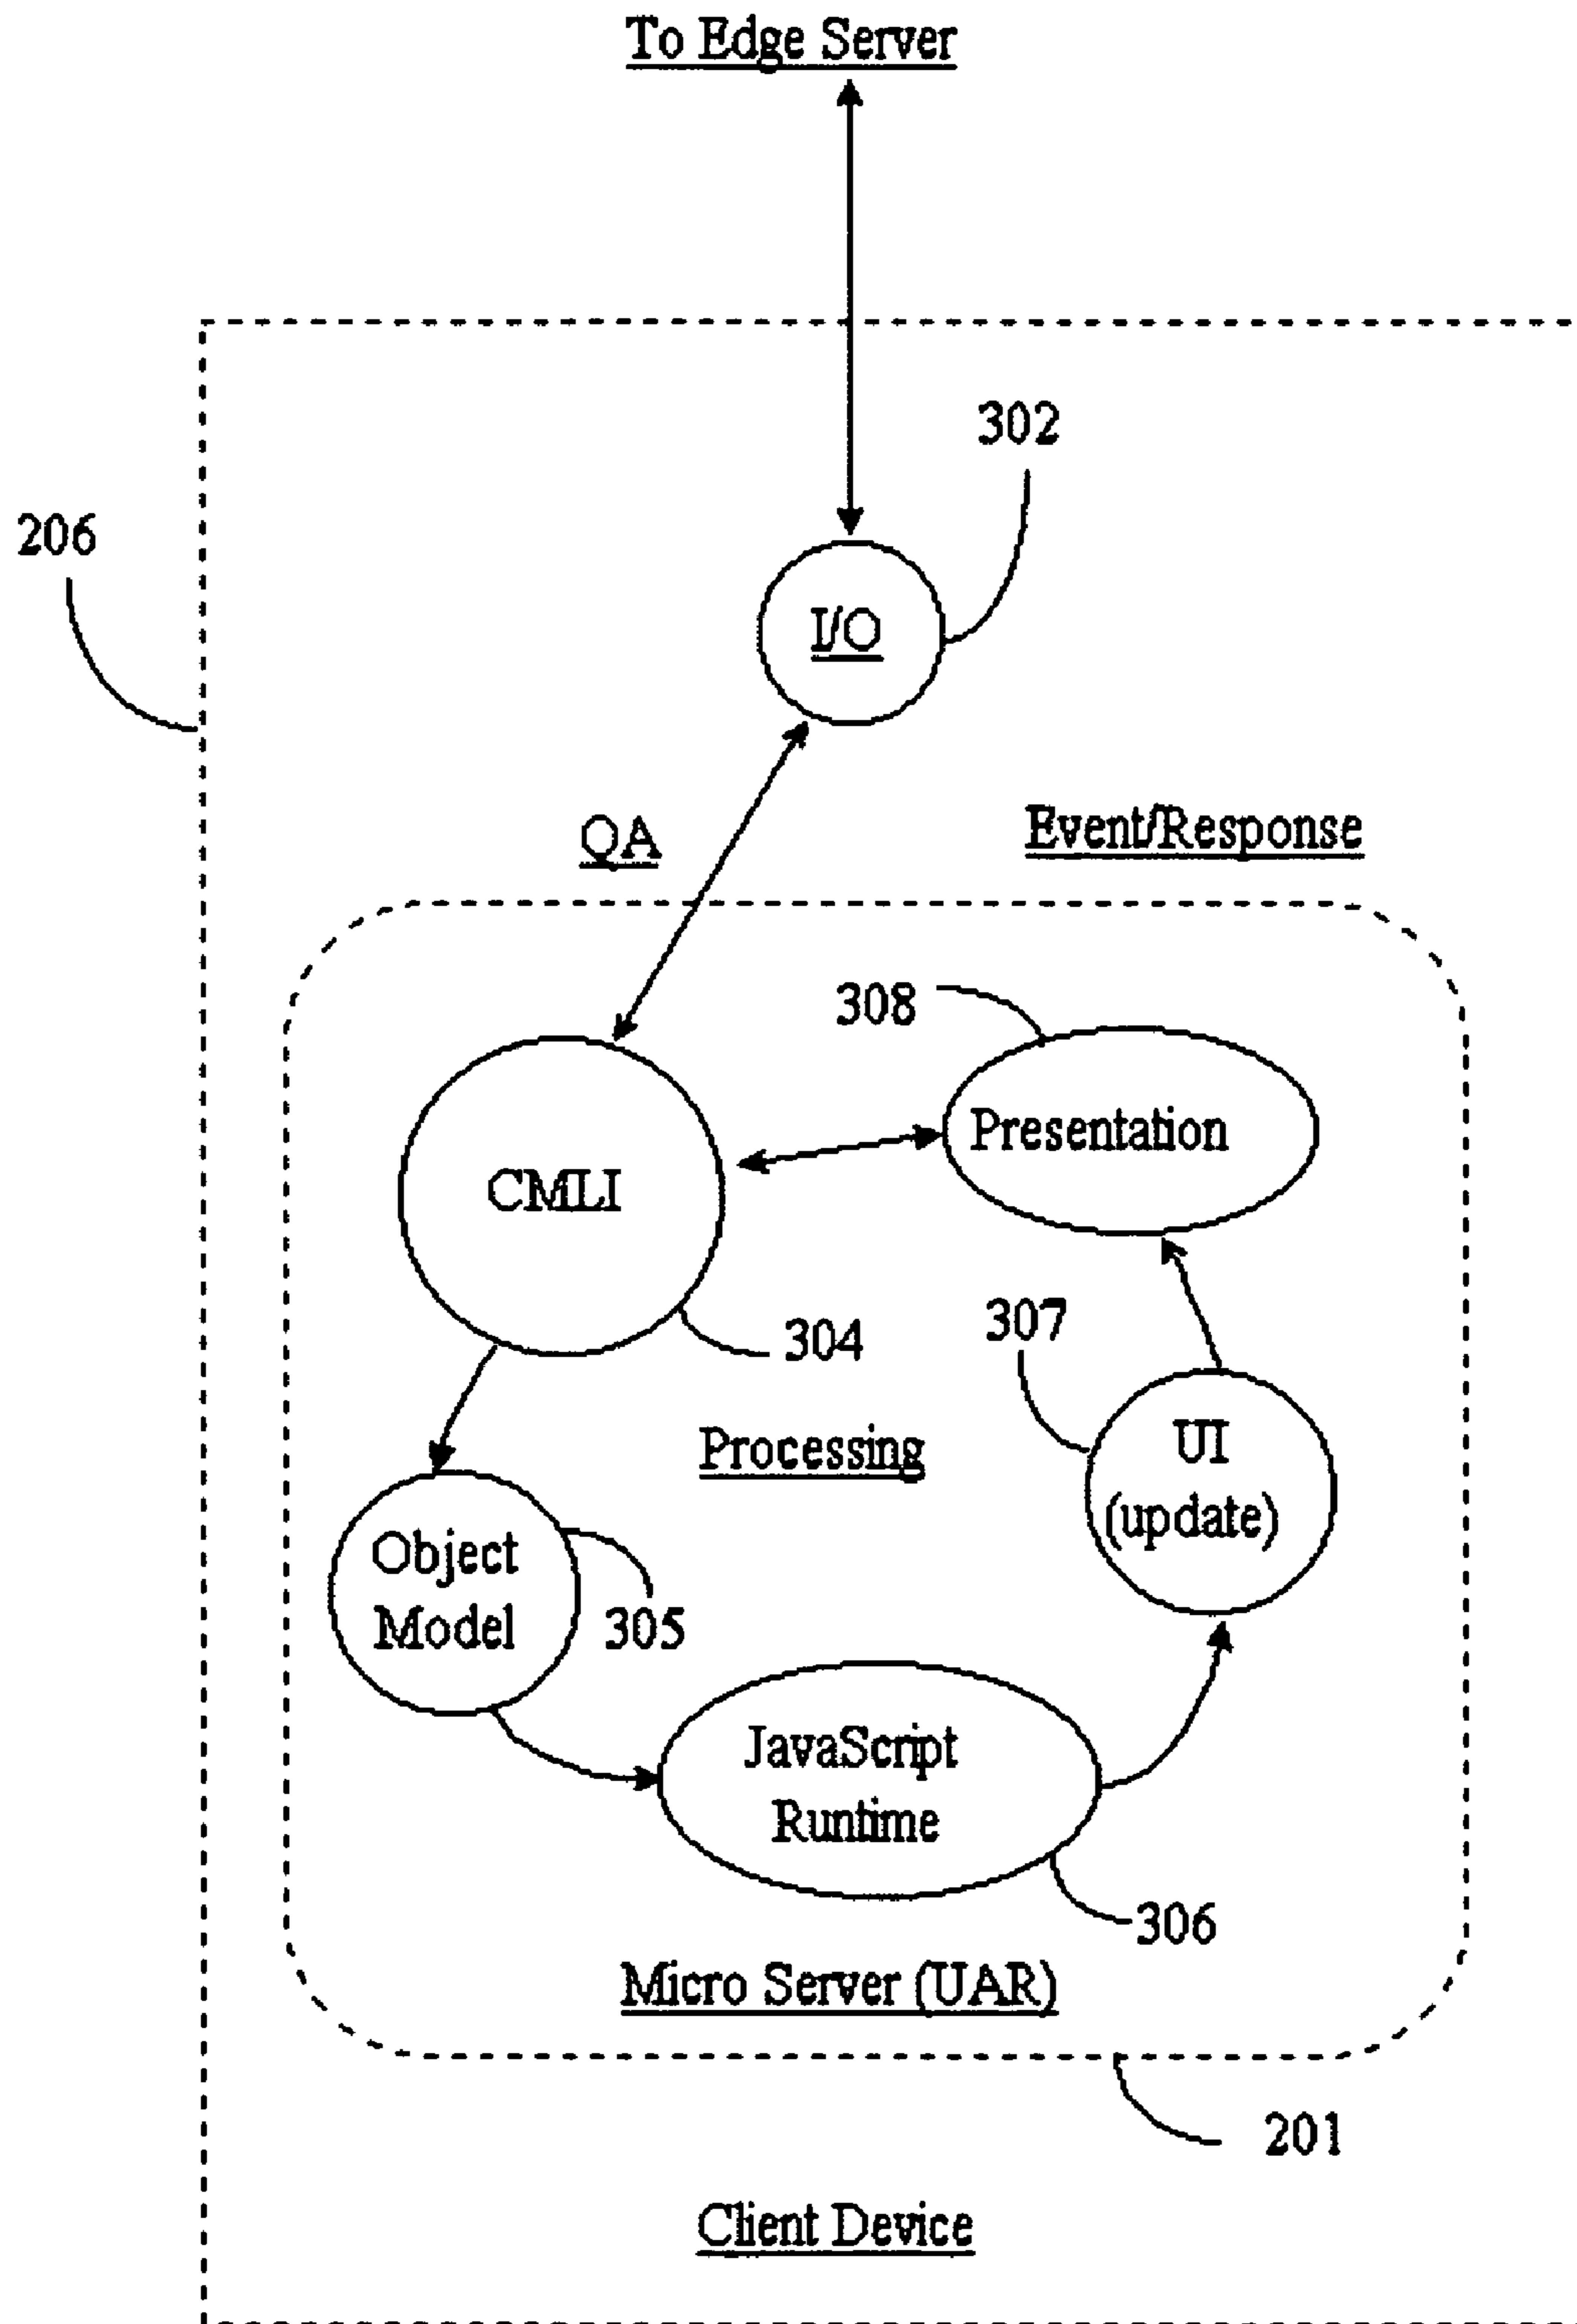 To Edge Server
302
206
I/O
QA
Event/Response
308
Presentation
CMLI
304
307
Processing
UI
(update)
Object
Model
305
JavaScript
Runtime
306
Micro Server (UAR)
201
Client Device